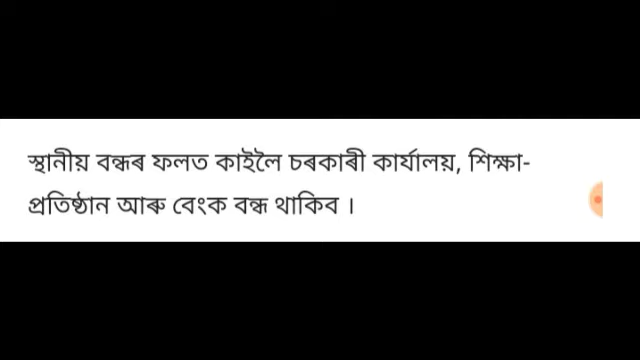 স্থানীয় বন্ধৰ ফলত কাইলৈ চৰকাৰী কাৰ্যালয়, শিক্ষা-
প্ৰতিষ্ঠান আৰু বেংক বন্ধ থাকিব ।